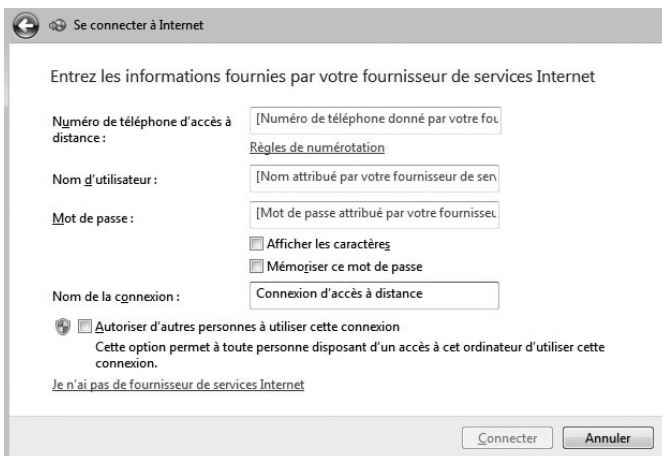 Se connecter à Internet
Entrez les informations fournies par votre fournisseur de services Internet
Numéro de téléphone d'accès à
distance :
[Numéro de téléphone donné par votre fou
Règles de numérotation
Nom d'utilisateur :
[Nom attribué par votre fournisseur de ser
Mot de passe :
[Mot de passe attribué par votre fournisseu
Afficher les caractères
Mémoriser ce mot de passe
Nom de la connexion :
Connexion d'accès à distance
Autoriser d'autres personnes à utiliser cette connexion
Cette option permet à toute personne disposant d'un accès à cet ordinateur d'utiliser cette
connexion.
Je n'ai pas de fournisseur de services Internet
Connecter
Annuler